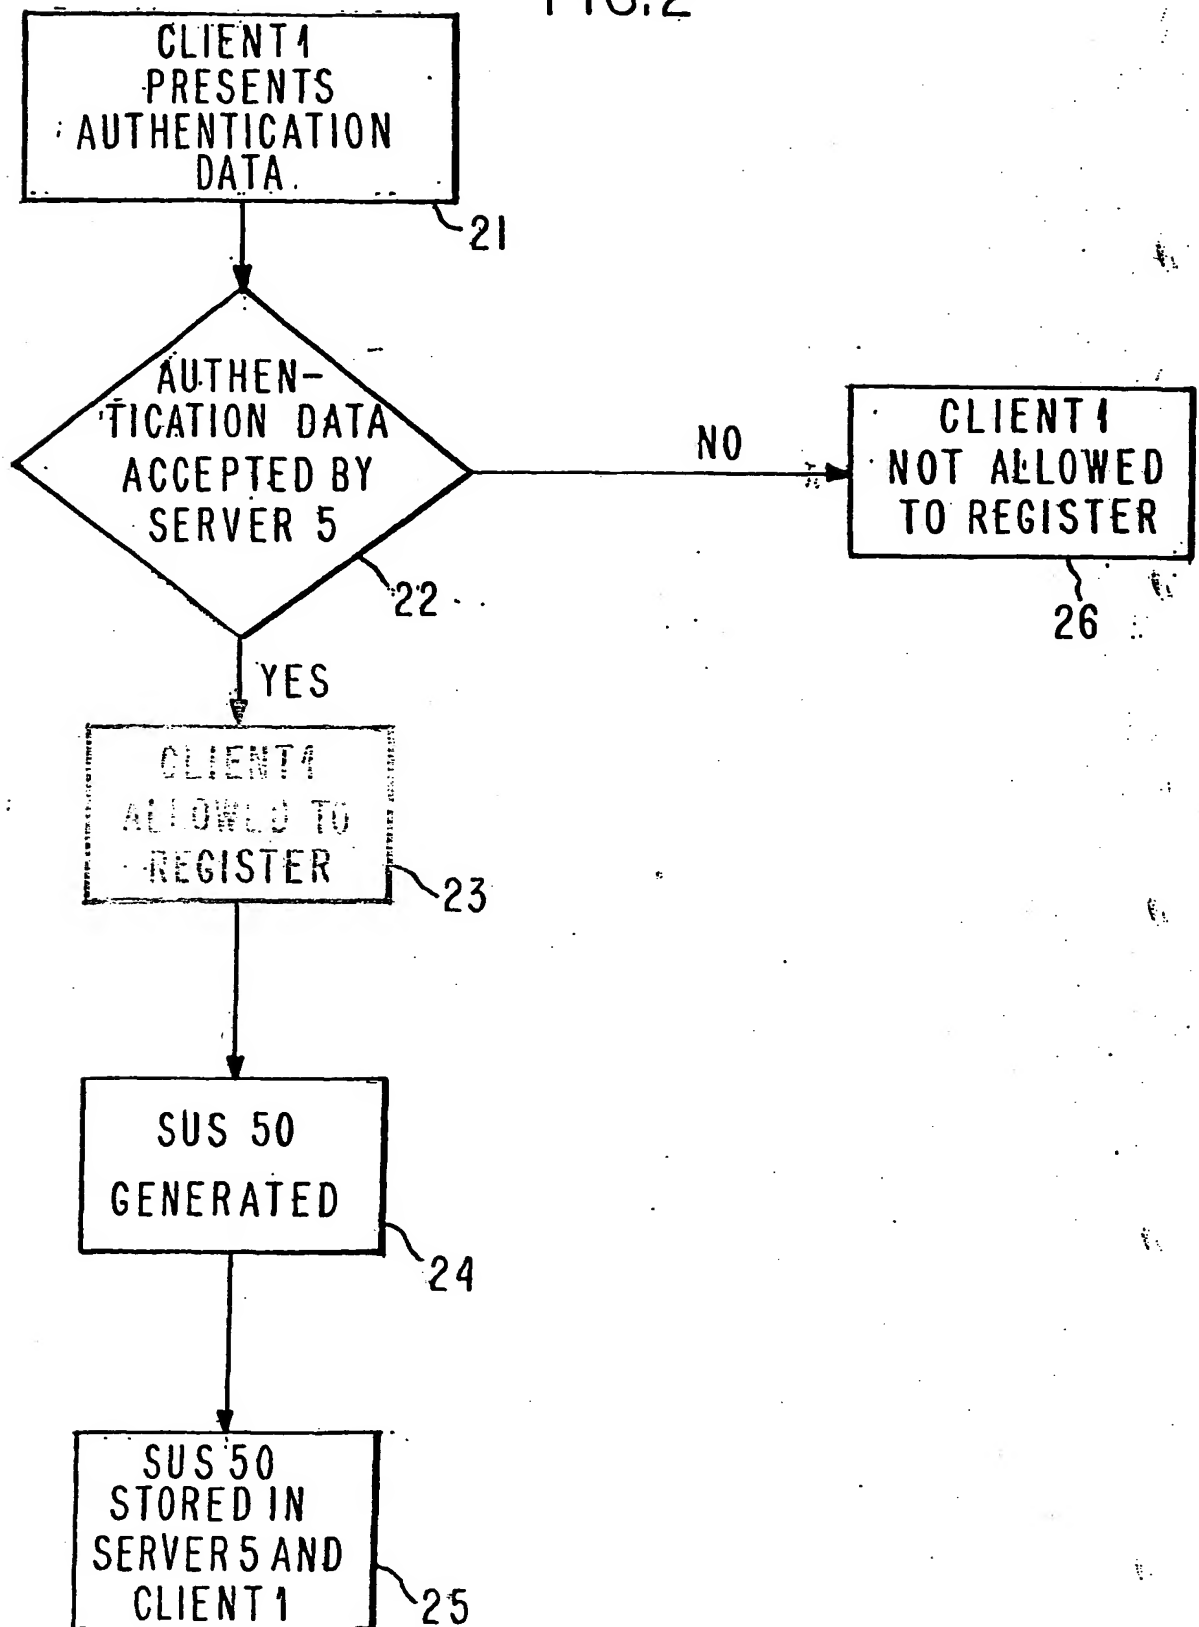 FIG.2
CLIENT 1
PRESENTS
AUTHENTICATION
DATA.
21
AUTHEN-
TICATION DATA
ACCEPTED BY
SERVER 5
22
NO
CLIENT 1
NOT ALLOWED
TO REGISTER
26
YES
CLIENT 1
ALLOWED TO
REGISTER
23
SUS 50
GENERATED
24
SUS 50
STORED IN
SERVER 5 AND
CLIENT 1
25